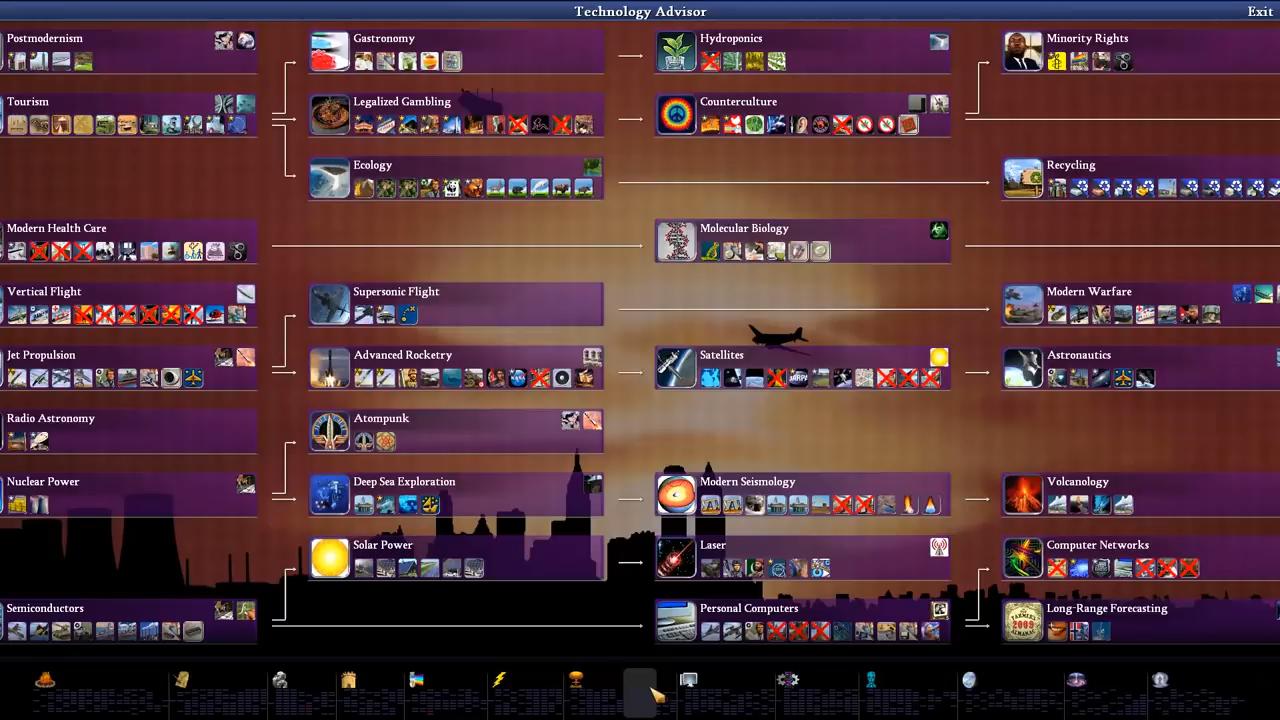 Technology Advisor
Exit
Postmodernism
Gastronomy
Hydroponics
Minority Rights
Tourism
Legalized Gambling
Counterculture
Ecology
Recycling
Modern Health Care
Molecular Biology
Vertical Flight
Supersonic Flight
Modern Warfare
Jet Propulsion
Advanced Rocketry
Satellites
Astronautics
Radio Astronomy
Atompunk
Nuclear Power
Deep Sea Exploration
Modern Seismology
Volcanology
Solar Power
Laser
Computer Networks
Semiconductors
Personal Computers
Long-Range Forecasting